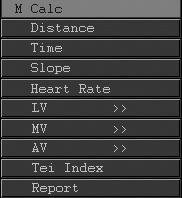 M Calc
Distance
Time
Slope
Heart Rate
LV >>
MV >>
AV >>
Tei Index
Report